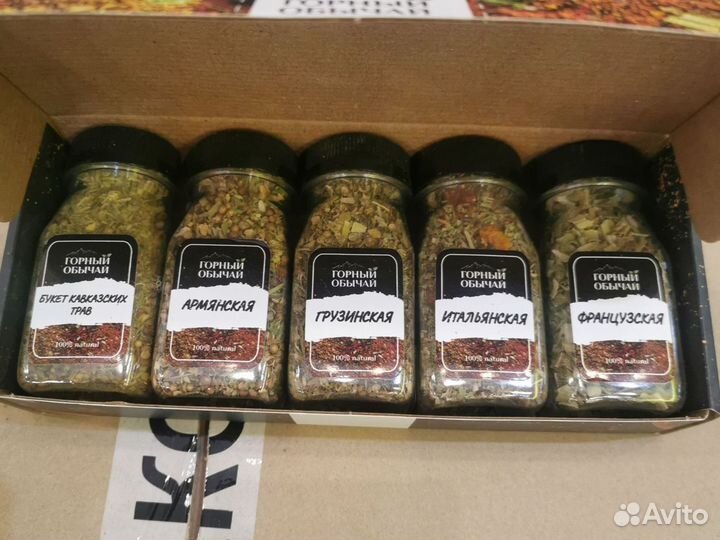 ГОРНЫЙ
ОБЫЧАЙ
ГОРНЫЙ
ОБЫЧАЙ
БУКЕТ КАВКАЗСКИХ
ТРАВ
100% natural
ГОРНЫЙ
ОБЫЧАЙ
АРМЯНСКАЯ
100% natural
ГОРНЫЙ
ОБЫЧАЙ
ГРУЗИНСКАЯ
100% natural
ГОРНЫЙ
ОБЫЧАЙ
ИТАЛЬЯНСКАЯ
100% natural
ГОРНЫЙ
ОБЫЧАЙ
ФРАНЦУЗСКАЯ
100% natural
Avito